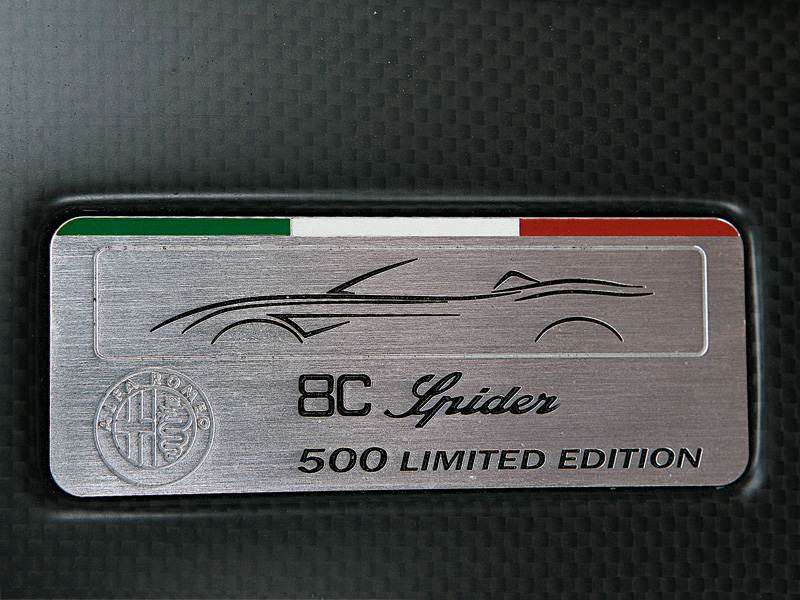 8C Spider
ALFA ROMEO
500 LIMITED EDITION